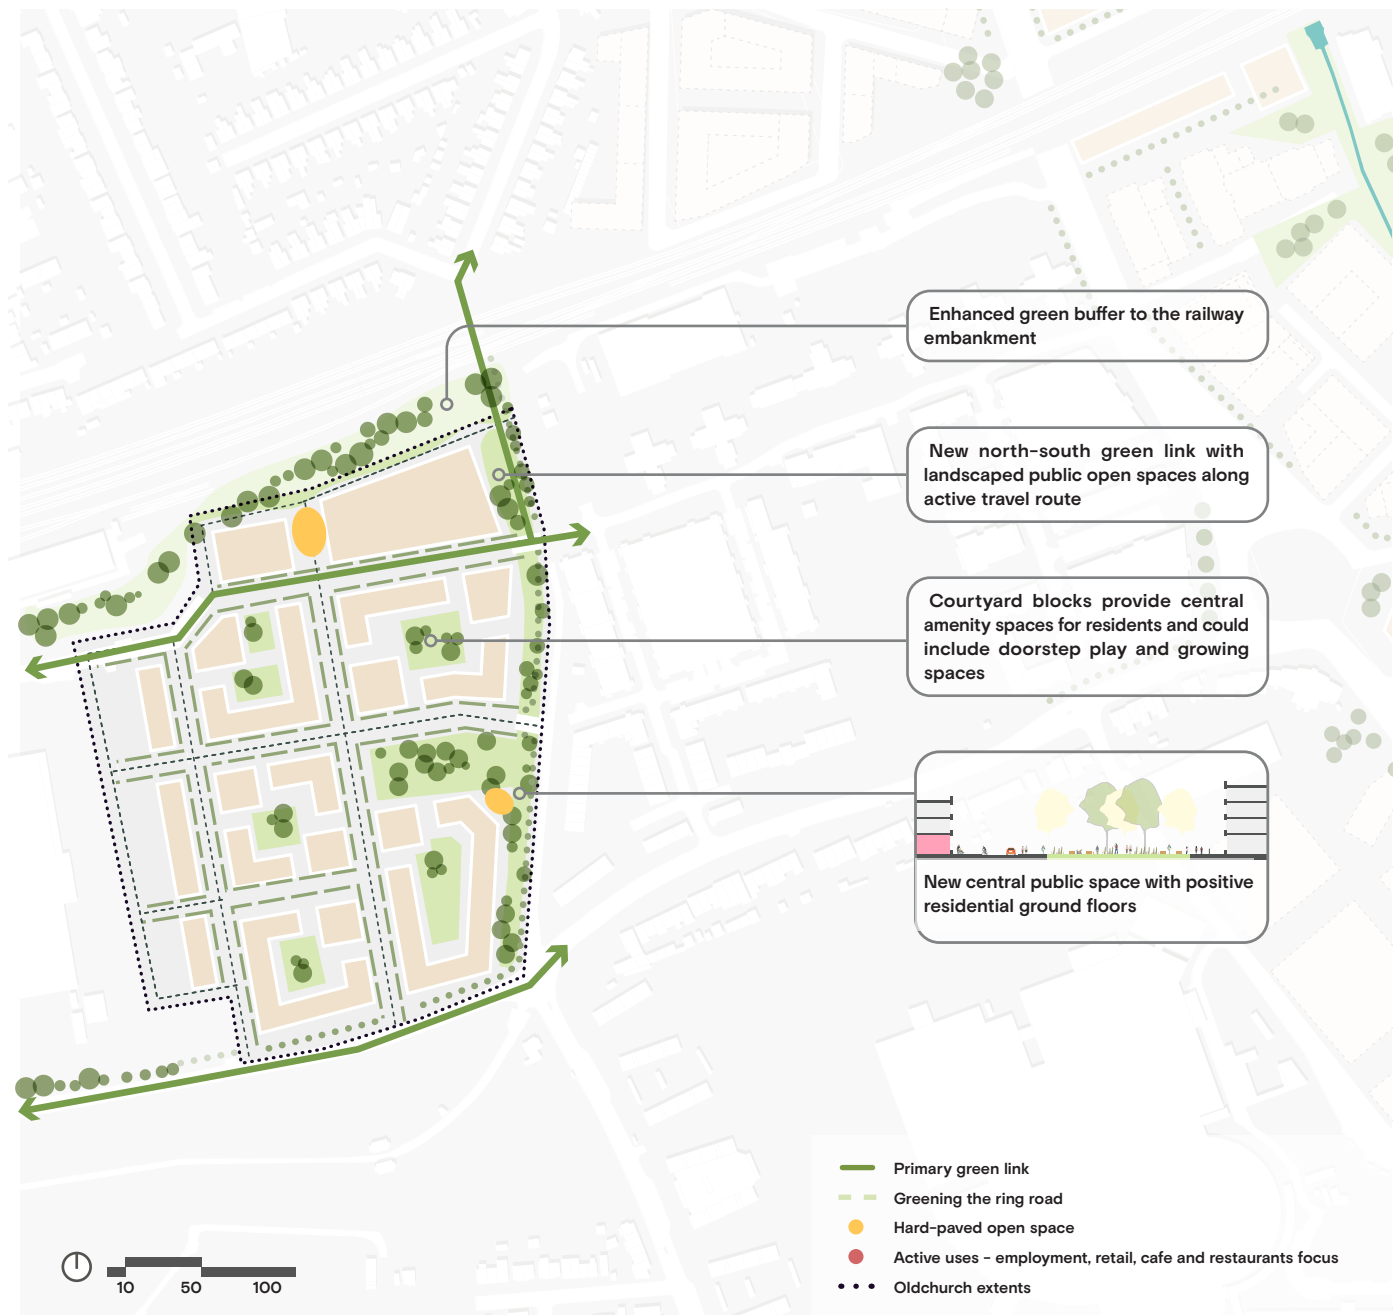 Enhanced green buffer to the railway
embankment
New north-south green link with
landscaped public open spaces along
active travel route
Courtyard blocks provide central
amenity spaces for residents and could
include doorstep play and growing
spaces
New central public space with positive
residential ground floors
Primary green link
Greening the ring road
Hard-paved open space
Active uses - employment, retail, cafe and restaurants focus
Oldchurch extents
10 50 100